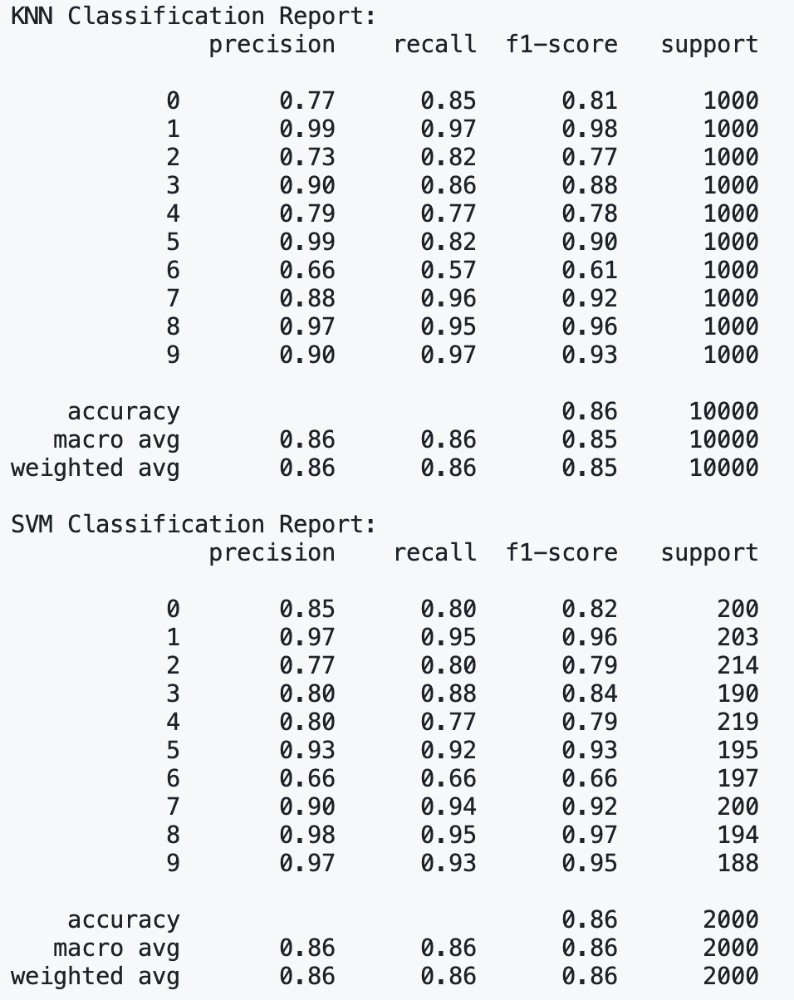 KNN Classification Report:
precision recall f1-score support
0 0.77 0.85 0.81 1000
1 0.99 0.97 0.98 1000
2 0.73 0.82 0.77 1000
3 0.90 0.86 0.88 1000
4 0.79 0.77 0.78 1000
5 0.99 0.82 0.90 1000
6 0.66 0.57 0.61 1000
7 0.88 0.96 0.92 1000
8 0.97 0.95 0.96 1000
9 0.90 0.97 0.93 1000
accuracy 0.86 10000
macro avg 0.86 0.86 0.85 10000
weighted avg 0.86 0.86 0.85 10000
SVM Classification Report:
precision recall f1-score support
0 0.85 0.80 0.82 200
1 0.97 0.95 0.96 203
2 0.77 0.80 0.79 214
3 0.80 0.88 0.84 190
4 0.80 0.77 0.79 219
5 0.93 0.92 0.93 195
6 0.66 0.66 0.66 197
7 0.90 0.94 0.92 200
8 0.98 0.95 0.97 194
9 0.97 0.93 0.95 188
accuracy 0.86 2000
macro avg 0.86 0.86 0.86 2000
weighted avg 0.86 0.86 0.86 2000